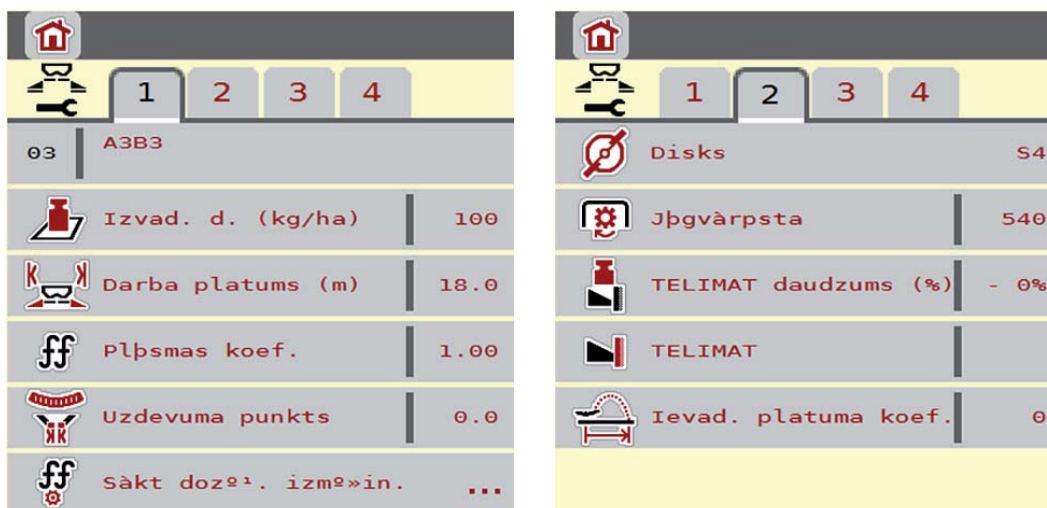 1 2 3 4
03 A3B3
Izvad. d. (kg/ha) 100
Darba platums (m) 18.0
ff Plþsmas koef. 1.00
Uzdevuma punkts 0.0
ff Sàkt dozº¹. izmº»in. ...
1 2 3 4
Disks S4
Jþgvàrpsta 540
TELIMAT daudzums (%) - 0%
TELIMAT
Ievad. platuma koef. 0